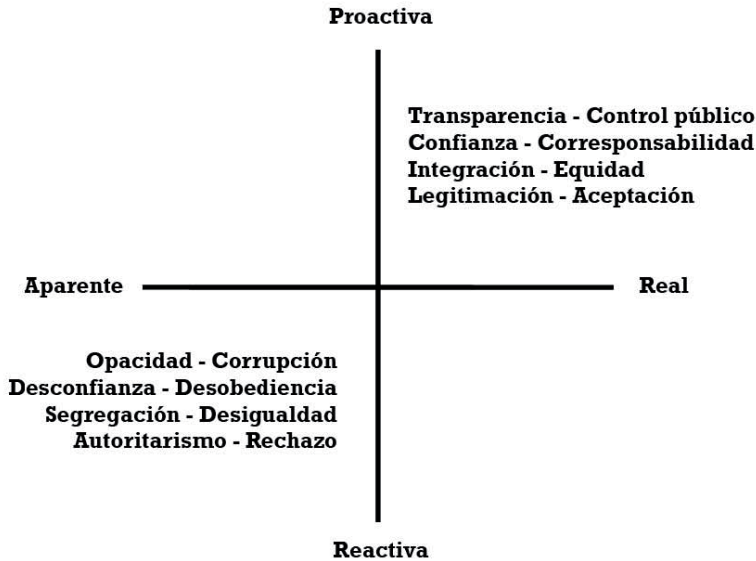 Proactiva
Transparencia - Control público
Confianza - Corresponsabilidad
Integración - Equidad
Legitimación - Aceptación
Aparente
Real
Opacidad - Corrupción
Desconfianza - Desobediencia
Segregación - Desigualdad
Autoritarismo - Rechazo
Reactiva